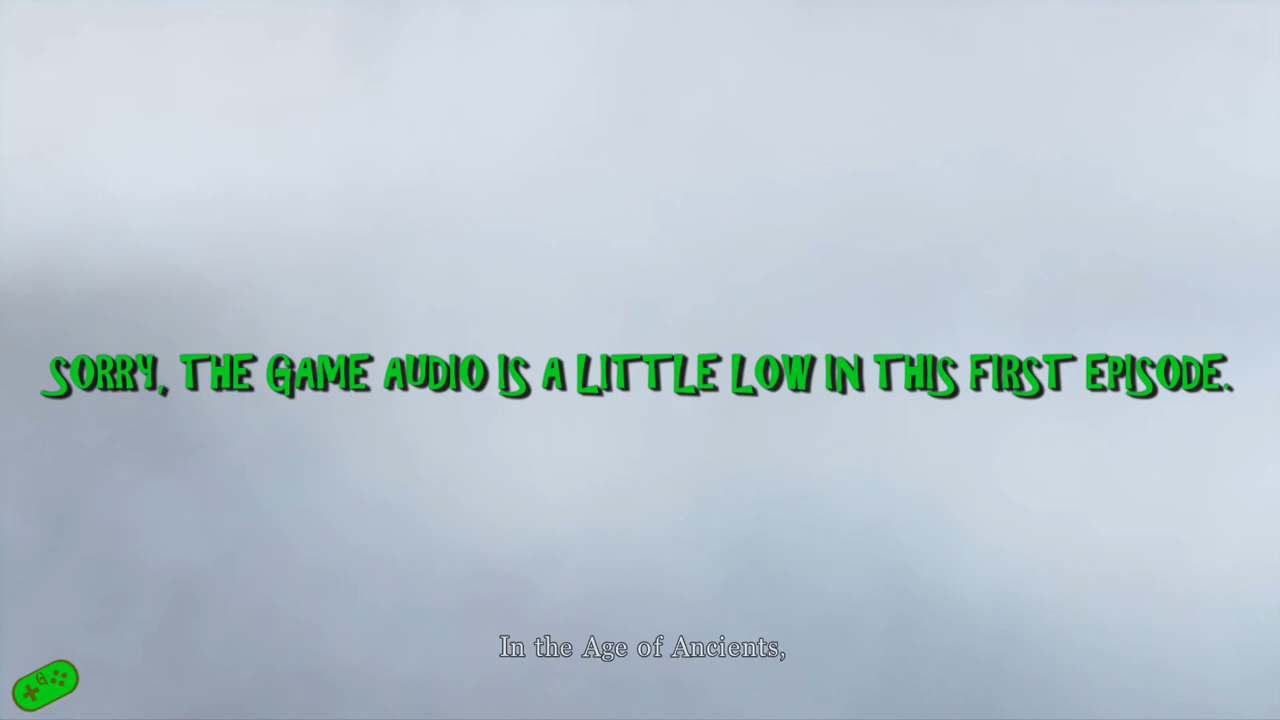 SORRY, THE GAME AUDIO IS A LITTLE LOW IN THIS FIRST EPISODE.
In the Age of Ancients,
G